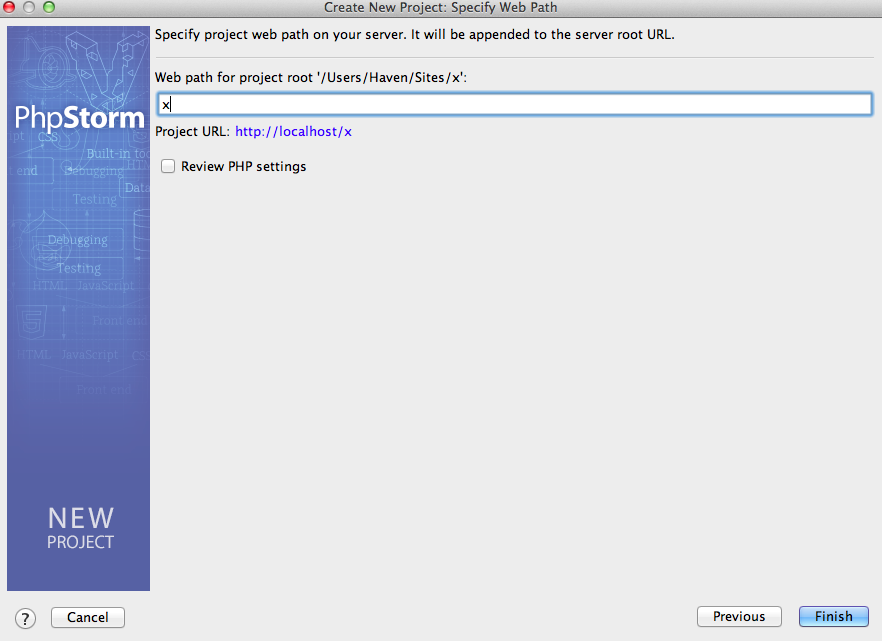 Create New Project: Specify Web Path
Specify project web path on your server. It will be appended to the server root URL.
Web path for project root '/Users/Haven/Sites/x':
x
Project URL: http://localhost/x
Review PHP settings
PhpStorm
CSS
Built-in
end
Debugging
Data
Testing
Debugging
Testing
HTML JavaScript
Front end
HTML JavaScript CSS
Front end
NEW
PROJECT
?
Cancel
Previous
Finish